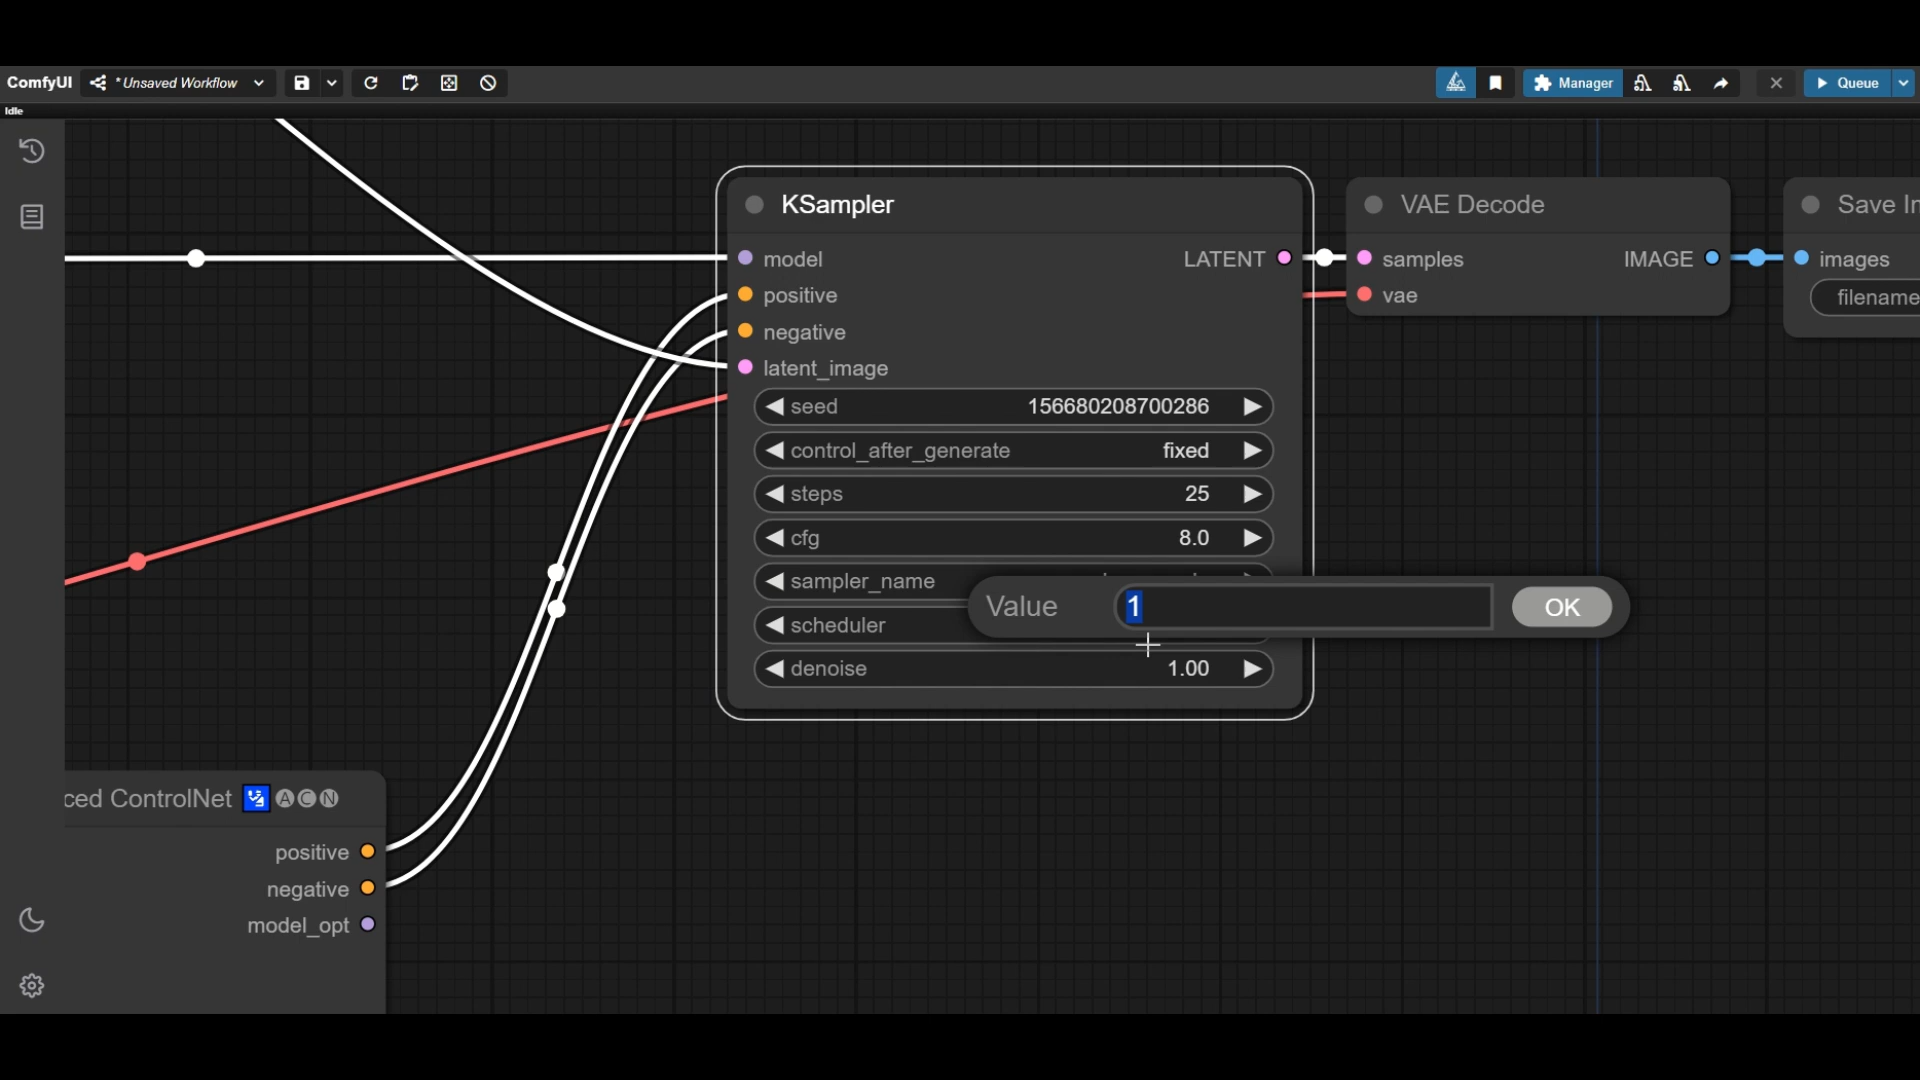 ComfyUI
* Unsaved Workflow
Manager
Queue
Idle
KSampler
model
LATENT
positive
negative
latent_image
seed 156680208700286
control_after_generate fixed
steps 25
cfg 8.0
sampler_name
scheduler
Value 1 OK
denoise 1.00
VAE Decode
samples IMAGE
vae
Save
images
filename
ControlNet A C N
positive
negative
model_opt